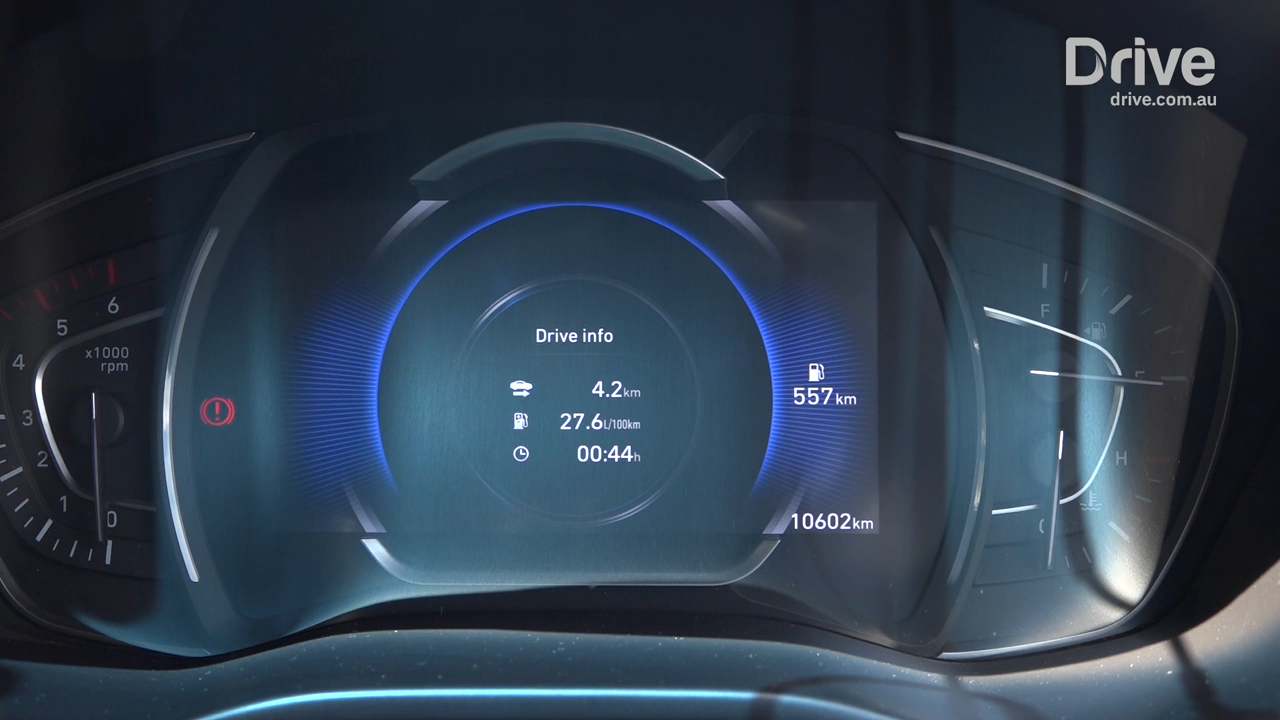 Drive
drive.com.au
6
5
4
3
2
1
0
x1000
rpm
Drive info
4.2km
27.6L/100km
00:44h
557km
10602km
F
H
C